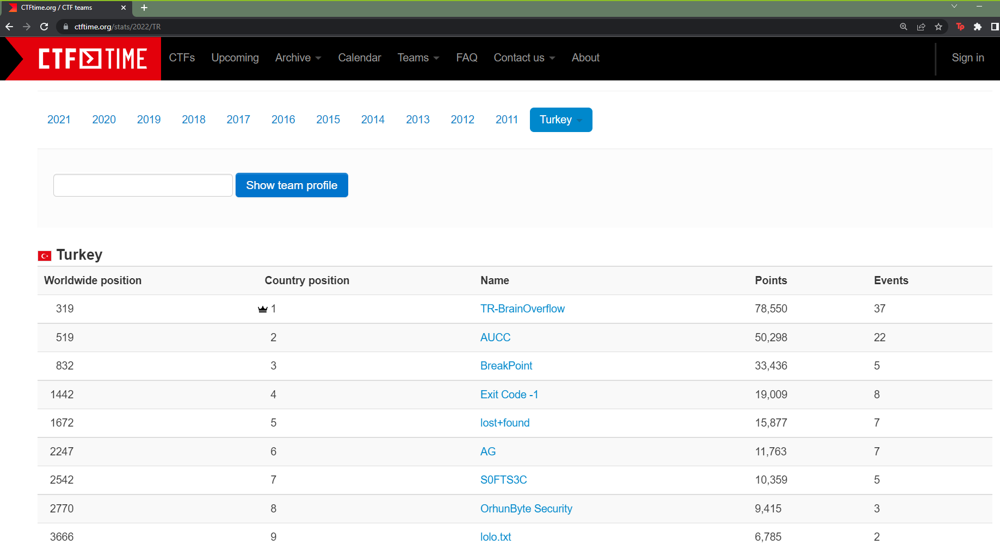 CTFtime.org / CTF teams
ctftime.org/stats/2022/TR
CTF TIME CTFs Upcoming Archive Calendar Teams FAQ Contact us About Sign in
2021 2020 2019 2018 2017 2016 2015 2014 2013 2012 2011 Turkey
Show team profile
Turkey
Worldwide position Country position Name Points Events
319 1 TR-BrainOverflow 78,550 37
519 2 AUCC 50,298 22
832 3 BreakPoint 33,436 5
1442 4 Exit Code -1 19,009 8
1672 5 lost+found 15,877 7
2247 6 AG 11,763 7
2542 7 S0FTS3C 10,359 5
2770 8 OrhunByte Security 9,415 3
3666 9 lolo.txt 6,785 2